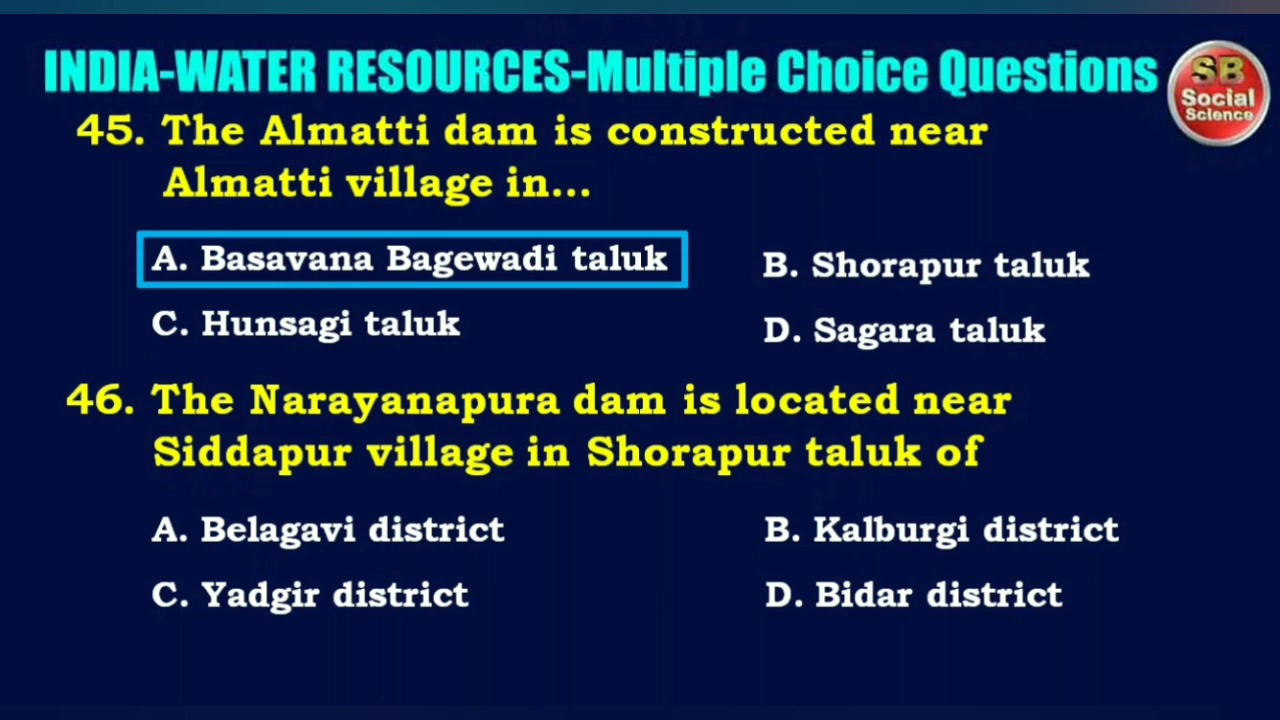 INDIA-WATER RESOURCES-Multiple Choice Questions
SB
Social
Science
45. The Almatti dam is constructed near
Almatti village in...
A. Basavana Bagewadi taluk
B. Shorapur taluk
C. Hunsagi taluk
D. Sagara taluk
46. The Narayanapura dam is located near
Siddapur village in Shorapur taluk of
A. Belagavi district
B. Kalburgi district
C. Yadgir district
D. Bidar district